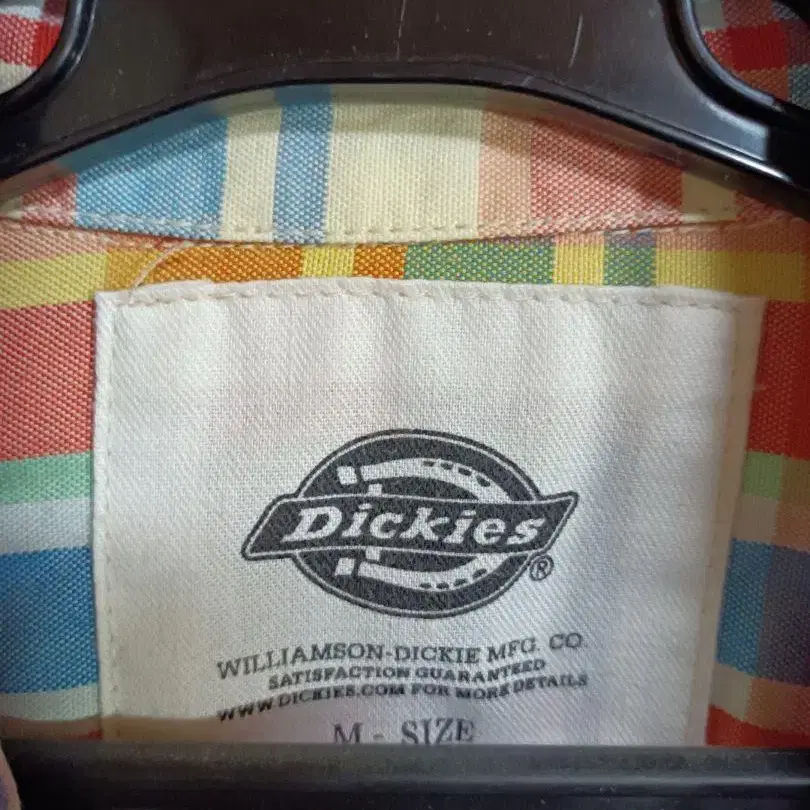 Dickies
®
WILLIAMSON-DICKIE MFG. CO
SATISFACTION GUARANTEED
WWW.DICKIES.COM FOR MORE DETAILS
M - SIZE